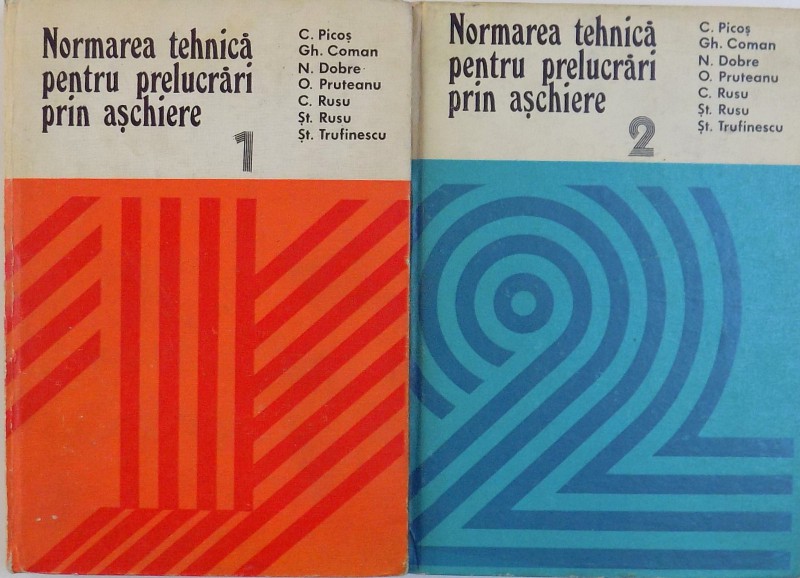 Normarea tehnică
pentru prelucrări
prin așchiere
1
C. Picoș
Gh. Coman
N. Dobre
O. Pruteanu
C. Rusu
Șt. Rusu
Șt. Trufinescu
Normarea tehnică
pentru prelucrări
prin așchiere
2
C. Picoș
Gh. Coman
N. Dobre
O. Pruteanu
C. Rusu
Șt. Rusu
Șt. Trufinescu